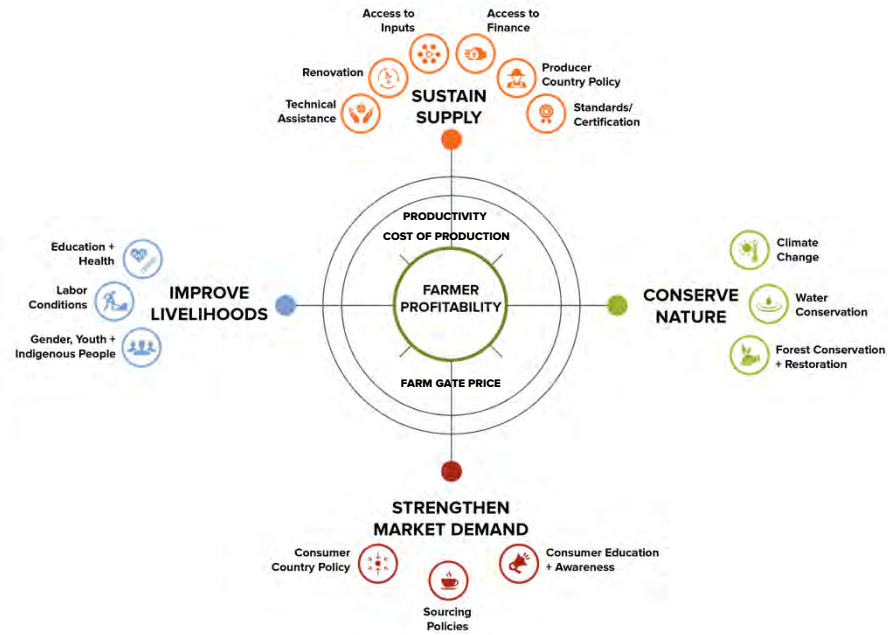 Access to
Inputs
Access to
Finance
Renovation
Producer
Country Policy
Technical
Assistance
SUSTAIN
SUPPLY
Standards/
Certification
PRODUCTIVITY
COST OF PRODUCTION
FARMER
PROFITABILITY
FARM GATE PRICE
Education +
Health
Labor
Conditions
Gender, Youth +
Indigenous People
IMPROVE
LIVELIHOODS
CONSERVE
NATURE
Climate
Change
Water
Conservation
Forest Conservation
+ Restoration
STRENGTHEN
MARKET DEMAND
Consumer
Country Policy
Sourcing
Policies
Consumer Education
+ Awareness